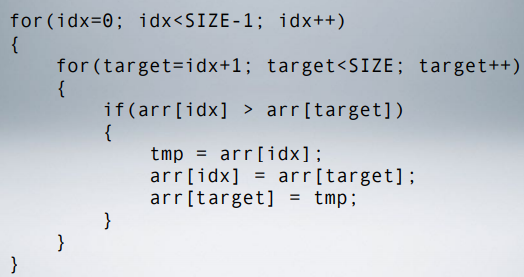 for(idx=0; idx<SIZE-1; idx++)
{
    for(target=idx+1; target<SIZE; target++)
    {
        if(arr[idx] > arr[target])
        {
            tmp = arr[idx];
            arr[idx] = arr[target];
            arr[target] = tmp;
        }
    }
}